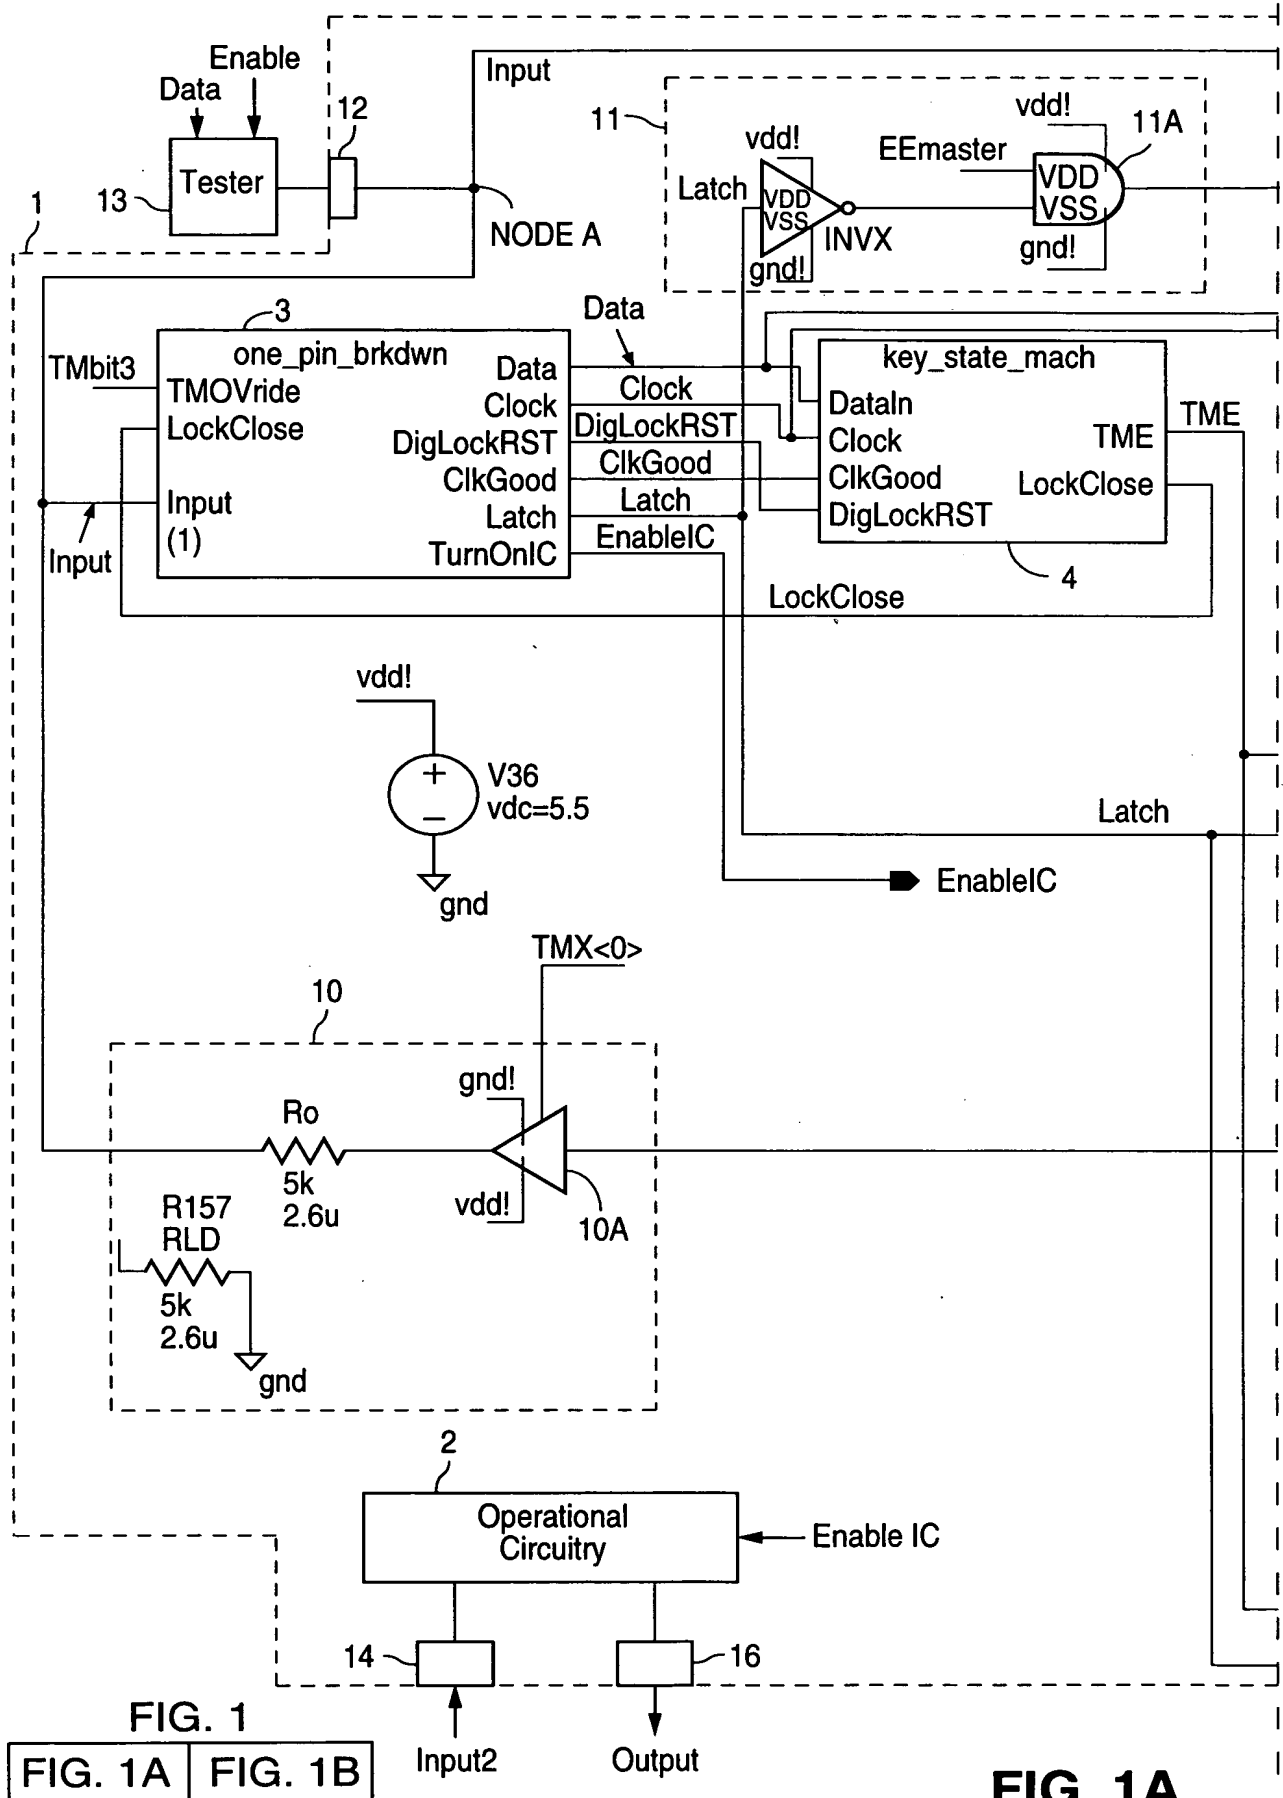 Enable
Data
12
Tester
13
1
Input
NODE A
11
vdd!
Latch
VDD
VSS
INVX
gnd!
EEmaster
vdd!
11A
VDD
VSS
gnd!
3
one_pin_brkdwn
TMbit3
TMOVride
LockClose
Input
(1)
Input
Data
Clock
DigLockRST
ClkGood
Latch
TurnOnIC
Data
Clock
DigLockRST
ClkGood
Latch
EnableIC
key_state_mach
DataIn
Clock
ClkGood
DigLockRST
TME
LockClose
TME
4
LockClose
vdd!
V36
vdc=5.5
gnd
Latch
EnableIC
TMX<0>
10
gnd!
Ro
5k
2.6u
vdd!
10A
R157
RLD
5k
2.6u
gnd
2
Operational
Circuitry
Enable IC
14
16
Input2
Output
FIG. 1
FIG. 1A
FIG. 1B
FIG. 1A